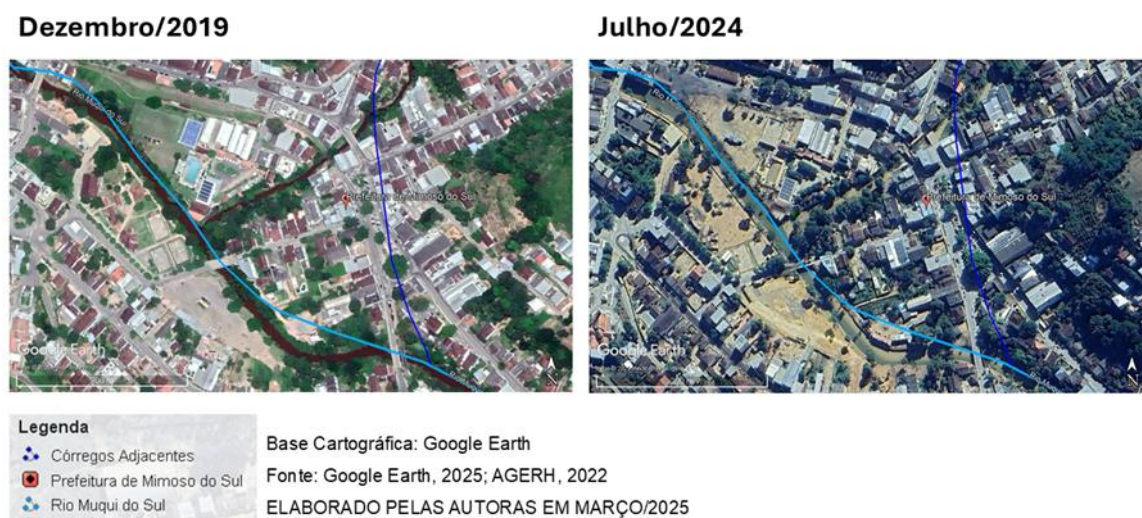 Dezembro/2019
Julho/2024
Rio Muqui do Sul
Prefeitura de Mimoso do Sul
Google Earth
Rio
Prefeitura de Mimoso do Sul
Google Earth
Legenda
Córregos Adjacentes
Prefeitura de Mimoso do Sul
Rio Muqui do Sul
Base Cartográfica: Google Earth
Fonte: Google Earth, 2025; AGERH, 2022
ELABORADO PELAS AUTORAS EM MARÇO/2025